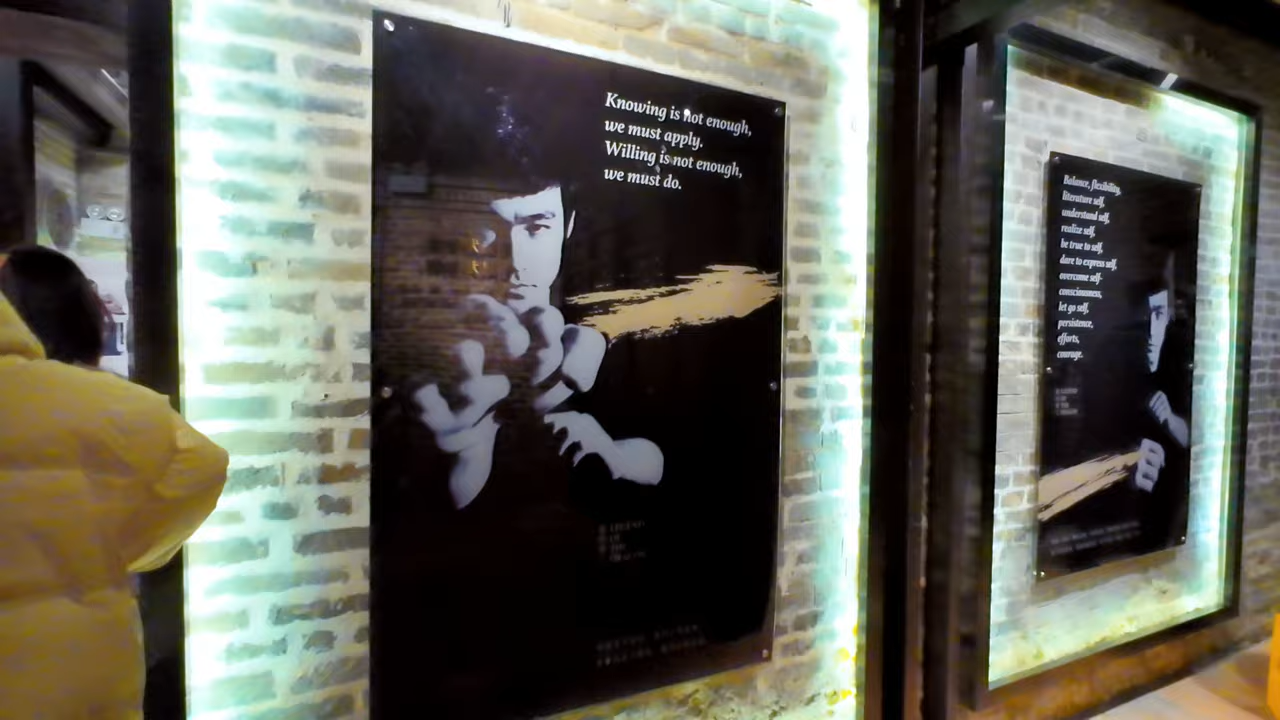 Knowing is not enough,
we must apply.
Willing is not enough,
we must do.
Balance, flexibility,
literature self,
understand self,
realize self,
be true to self,
dare to express self,
overcome self-
consciousness,
let go self,
persistence,
efforts,
courage.